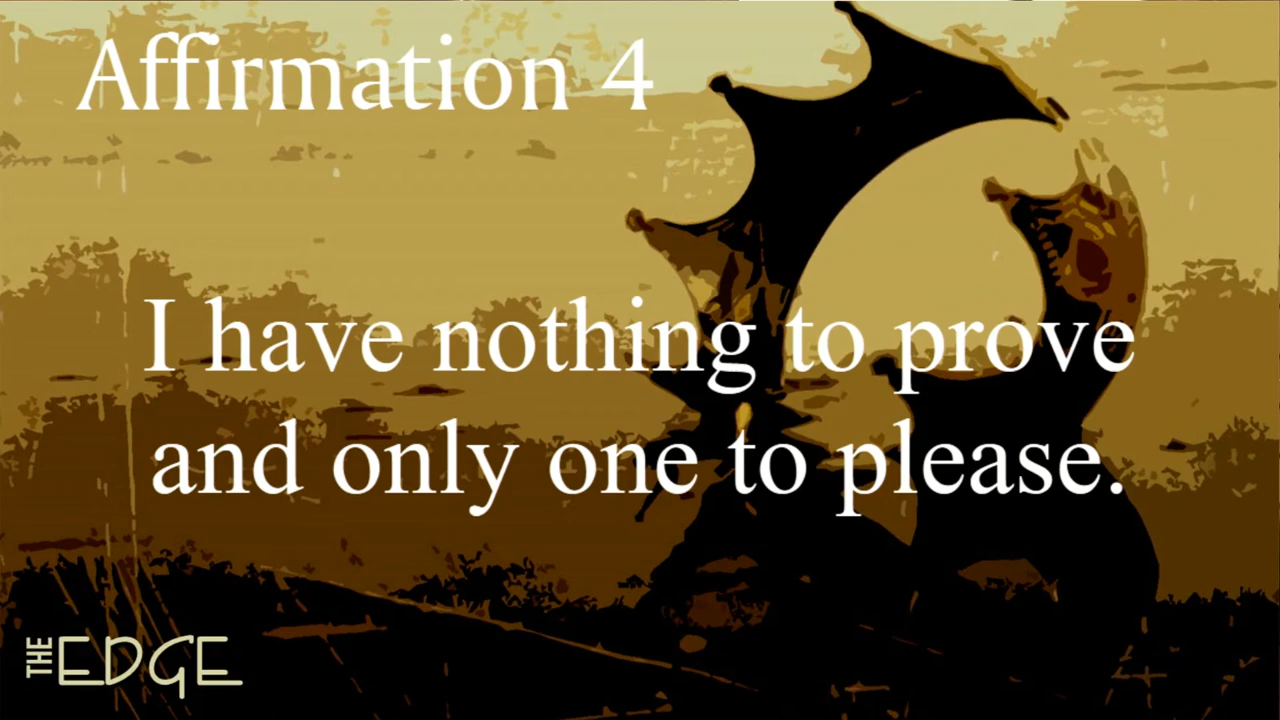 Affirmation 4
I have nothing to prove
and only one to please.
THE EDGE